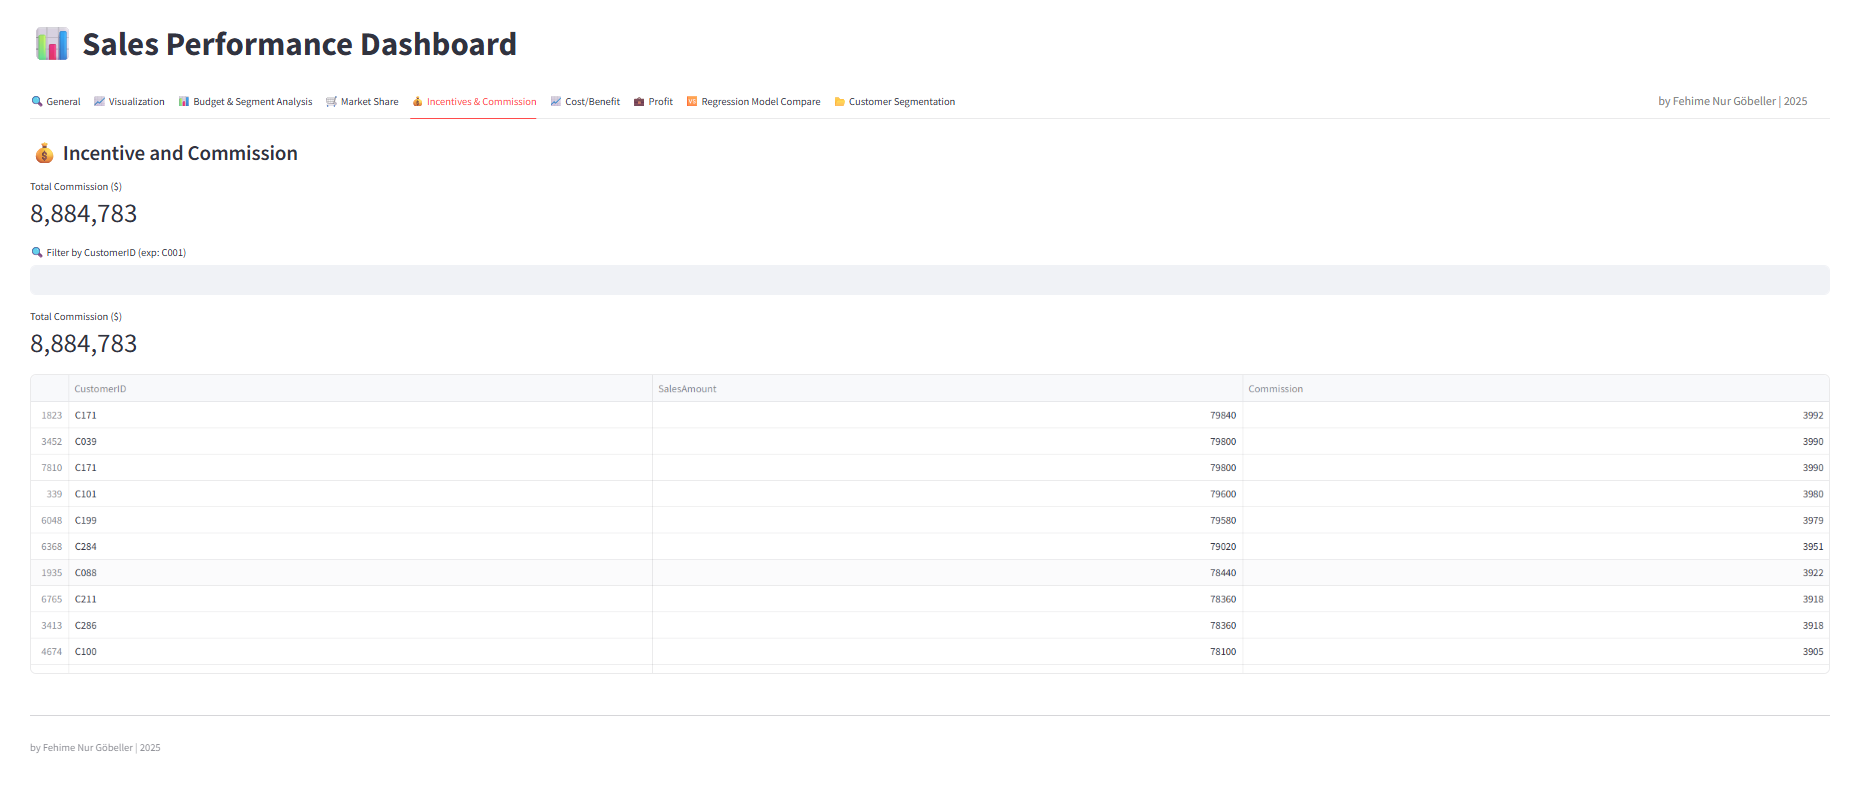 Sales Performance Dashboard
General Visualization Budget & Segment Analysis Market Share Incentives & Commission Cost/Benefit Profit Regression Model Compare Customer Segmentation by Fehime Nur Göbeller | 2025
Incentive and Commission
Total Commission ($)
8,884,783
Filter by CustomerID (exp: C001)
Total Commission ($)
8,884,783
CustomerID SalesAmount Commission
1823 C171 79840 3992
3452 C039 79800 3990
7810 C171 79800 3990
339 C101 79600 3980
6048 C199 79580 3979
6368 C284 79020 3951
1935 C088 78440 3922
6765 C211 78360 3918
3413 C286 78360 3918
4674 C100 78100 3905
by Fehime Nur Göbeller | 2025